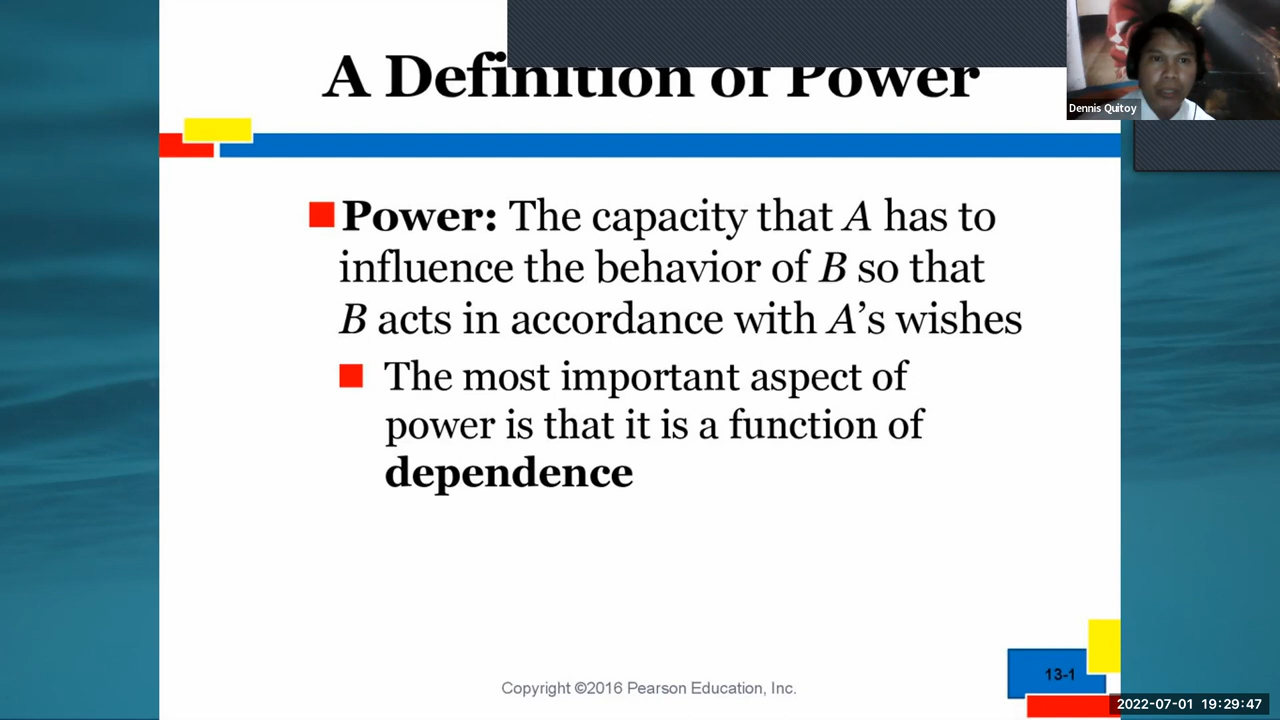 A Definition of Power
Dennis Quitoy
Power: The capacity that A has to
influence the behavior of B so that
B acts in accordance with A’s wishes
The most important aspect of
power is that it is a function of
dependence
13-1
Copyright ©2016 Pearson Education, Inc.
2022-07-01 19:29:47